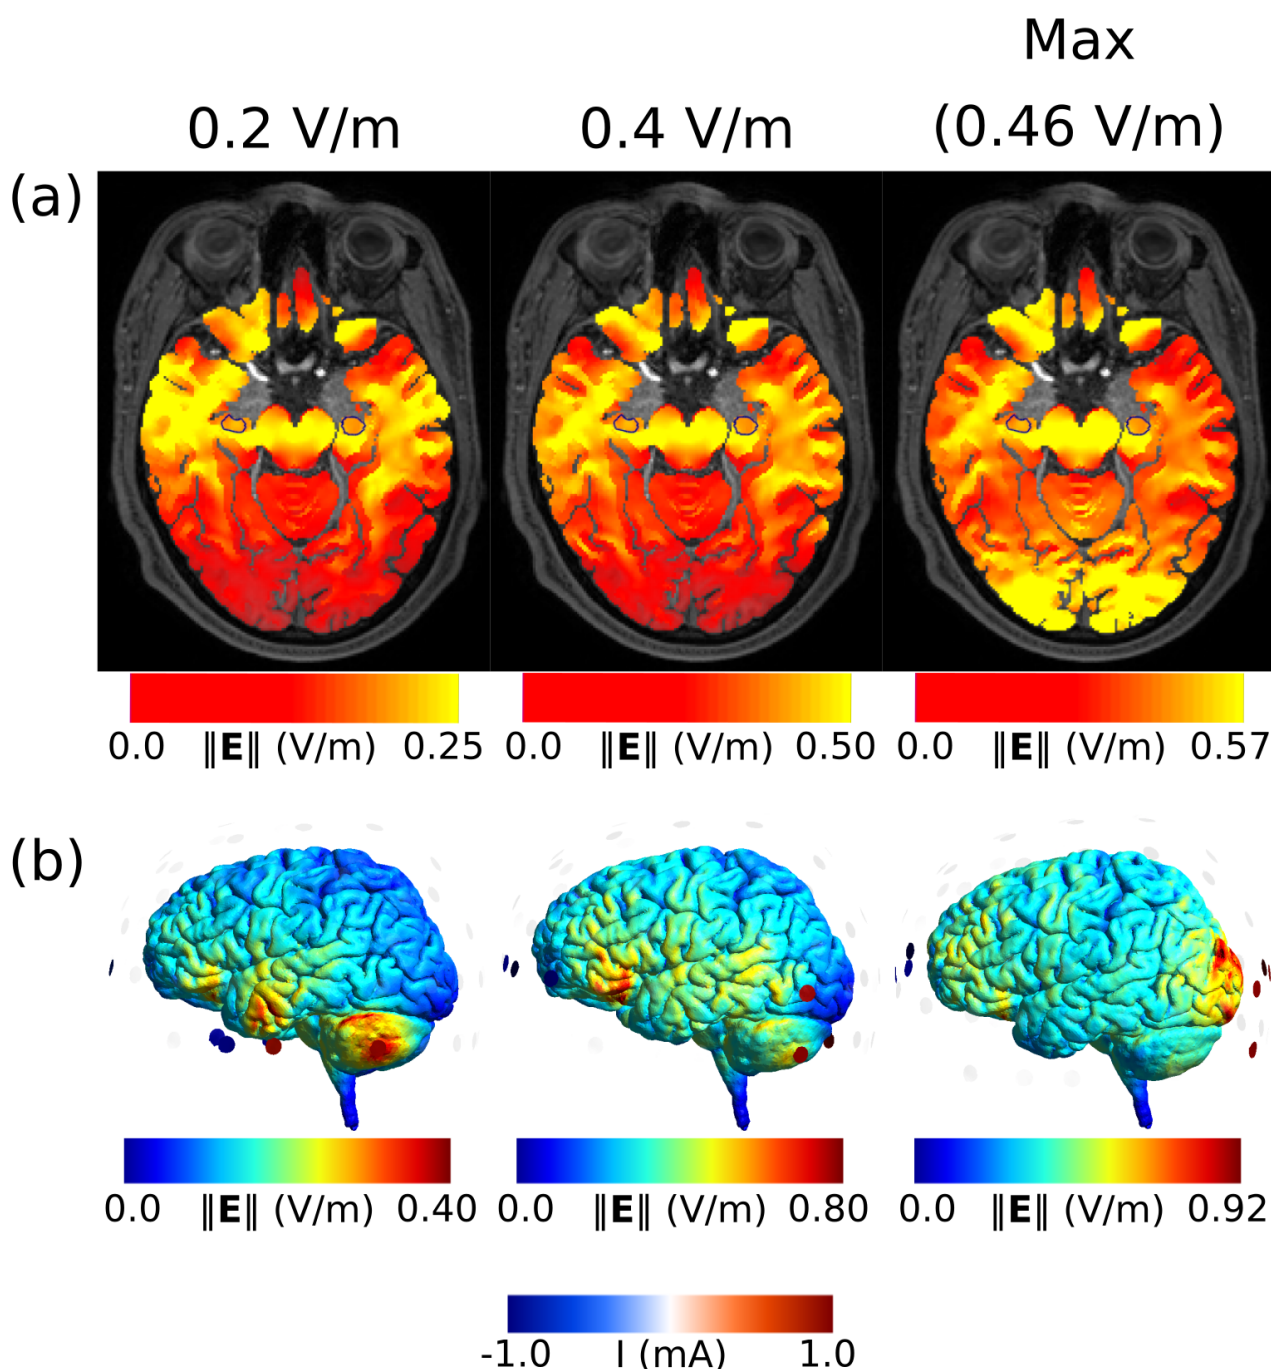 Max
0.2 V/m 0.4 V/m (0.46 V/m)
(a)
0.0 ‖E‖ (V/m) 0.25 0.0 ‖E‖ (V/m) 0.50 0.0 ‖E‖ (V/m) 0.57
(b)
0.0 ‖E‖ (V/m) 0.40 0.0 ‖E‖ (V/m) 0.80 0.0 ‖E‖ (V/m) 0.92
-1.0 I (mA) 1.0